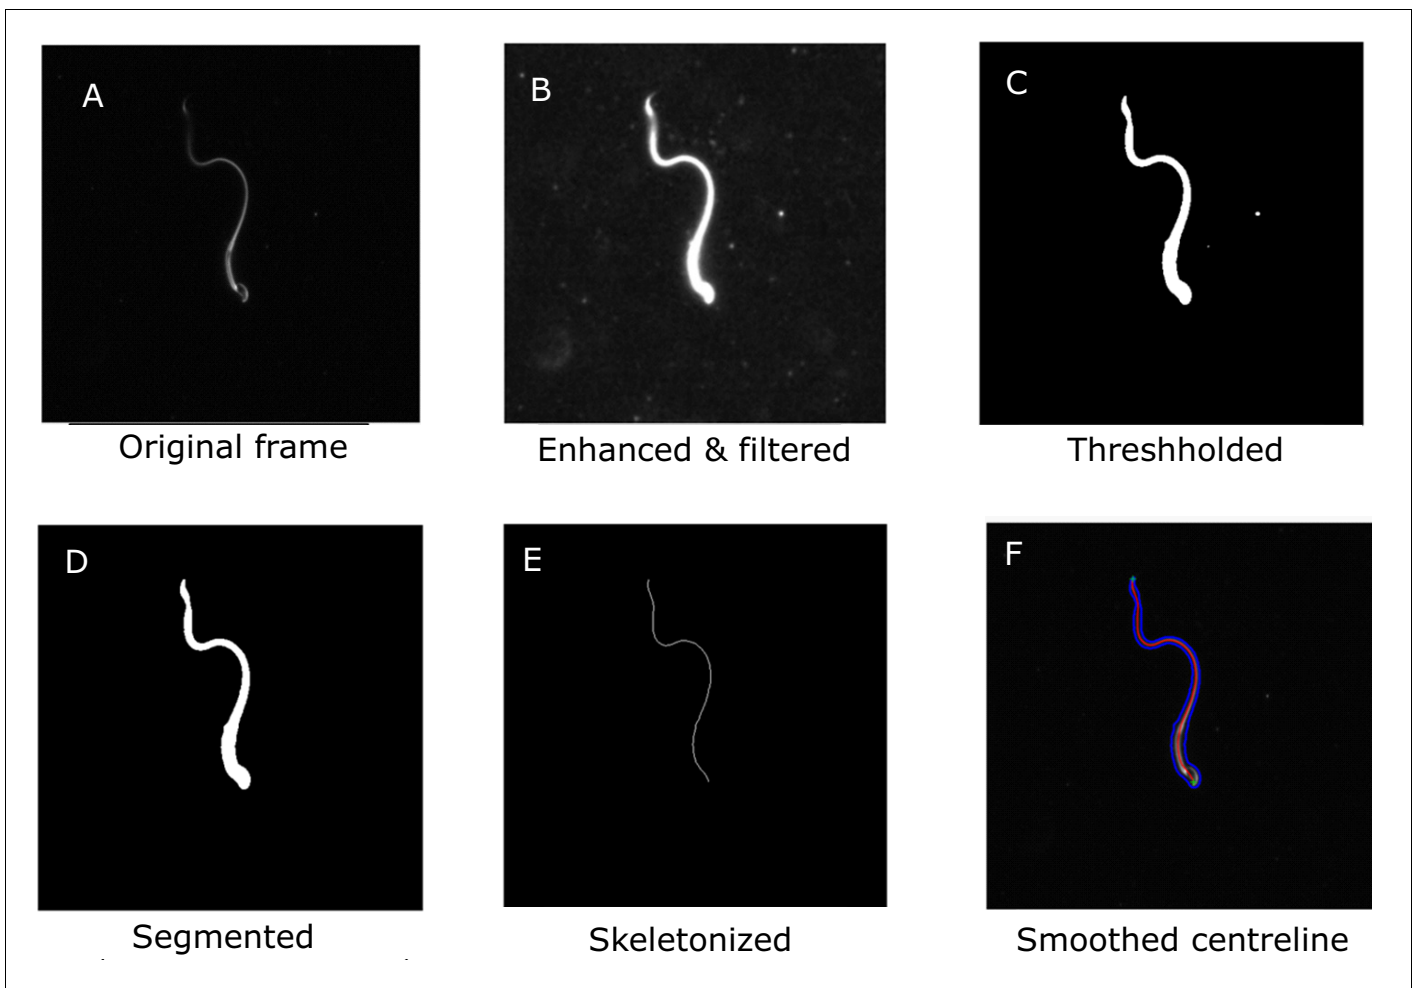 A
B
C
Original frame
Enhanced & filtered
Threshholded
D
E
F
Segmented
Skeletonized
Smoothed centreline